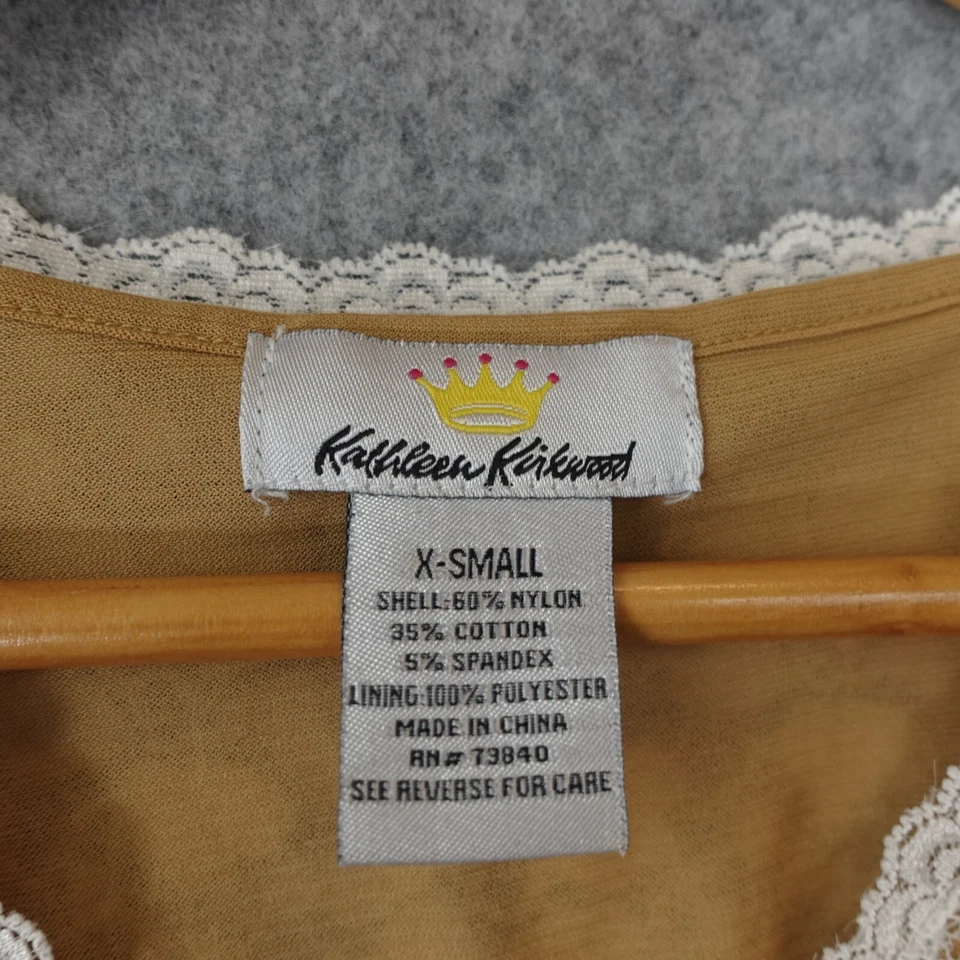 Kathleen Kirkwood
X-SMALL
SHELL:60% NYLON
35% COTTON
5% SPANDEX
LINING:100% POLYESTER
MADE IN CHINA
RN# 73840
SEE REVERSE FOR CARE